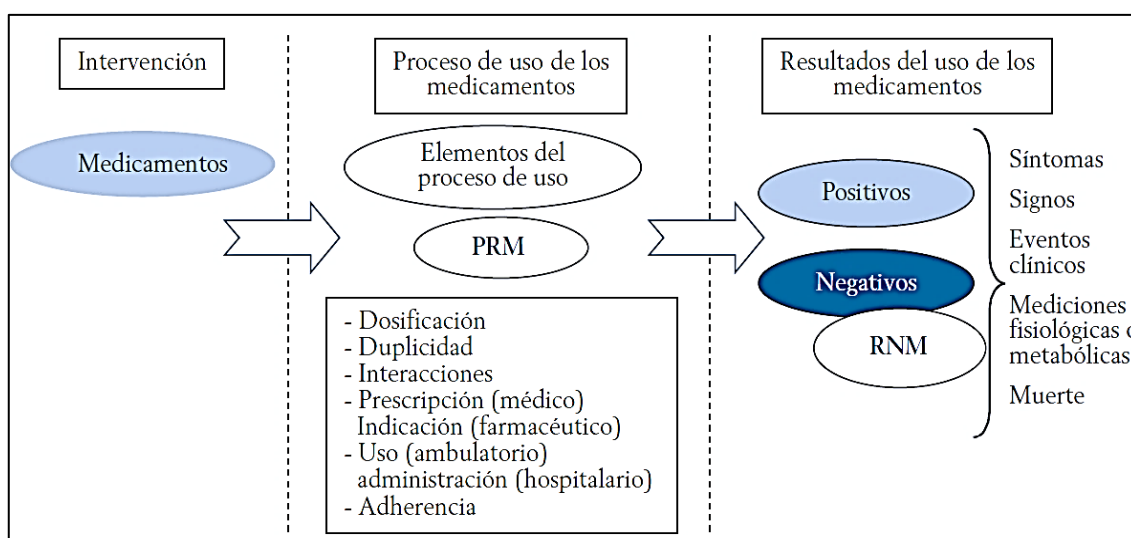 Intervención
Medicamentos
Proceso de uso de los
medicamentos
Elementos del
proceso de uso
PRM
- Dosificación
- Duplicidad
- Interacciones
- Prescripción (médico)
Indicación (farmacéutico)
- Uso (ambulatorio)
administración (hospitalario)
- Adherencia
Resultados del uso de los
medicamentos
Positivos
Negativos
RNM
Síntomas
Signos
Eventos
clínicos
Mediciones
fisiológicas o
metabólicas
Muerte